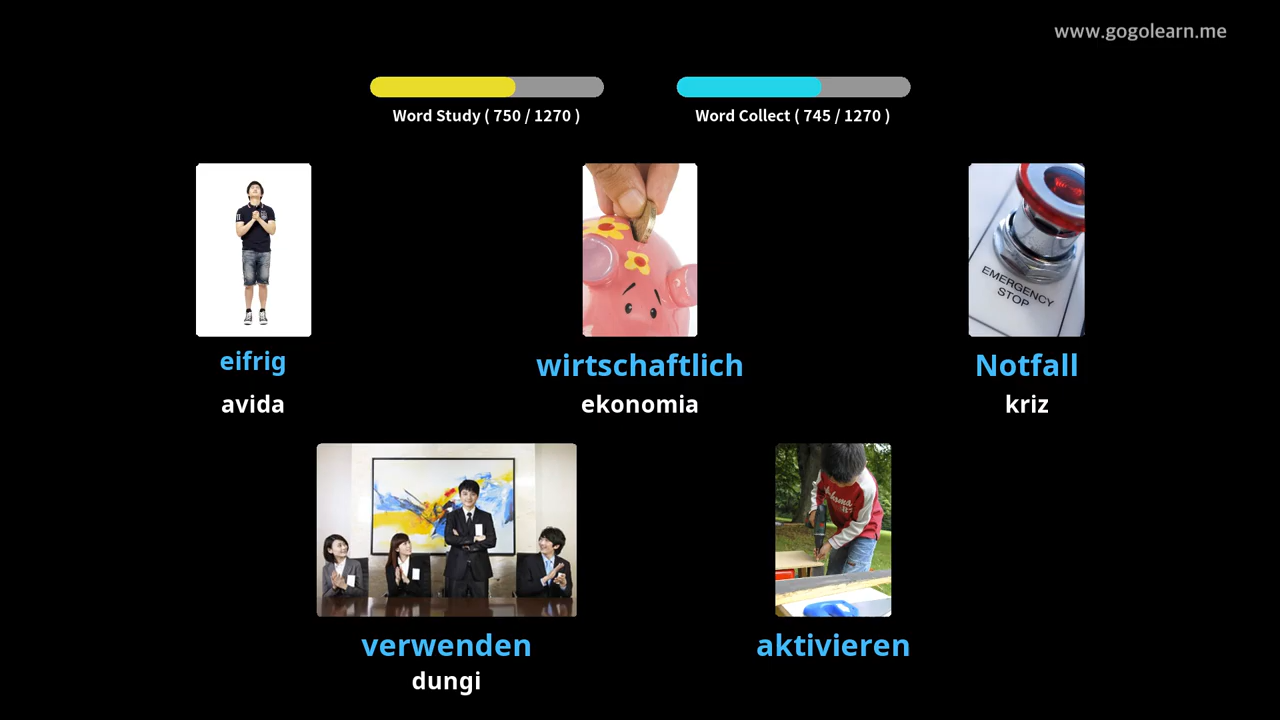 www.gogolearn.me
Word Study ( 750 / 1270 )
Word Collect ( 745 / 1270 )
EMERGENCY
STOP
eifrig
wirtschaftlich
Notfall
avida
ekonomia
kriz
verwenden
aktivieren
dungi